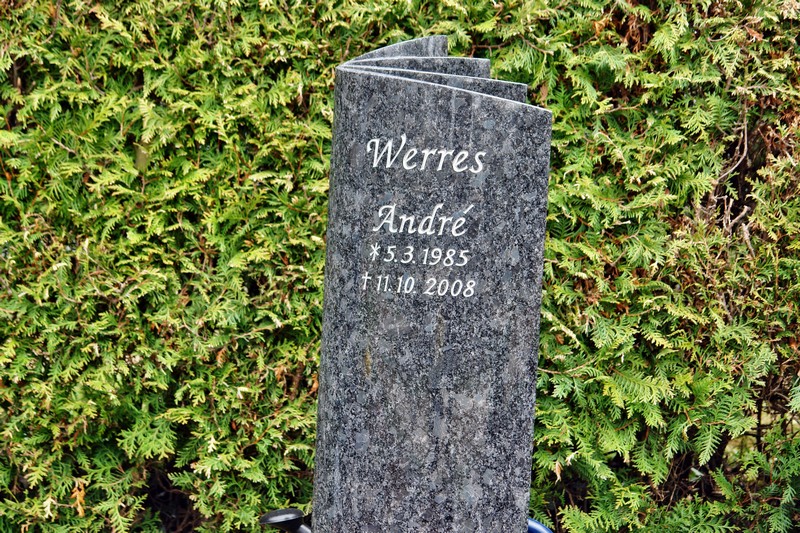 Werres
André
*5.3.1985
†11.10.2008